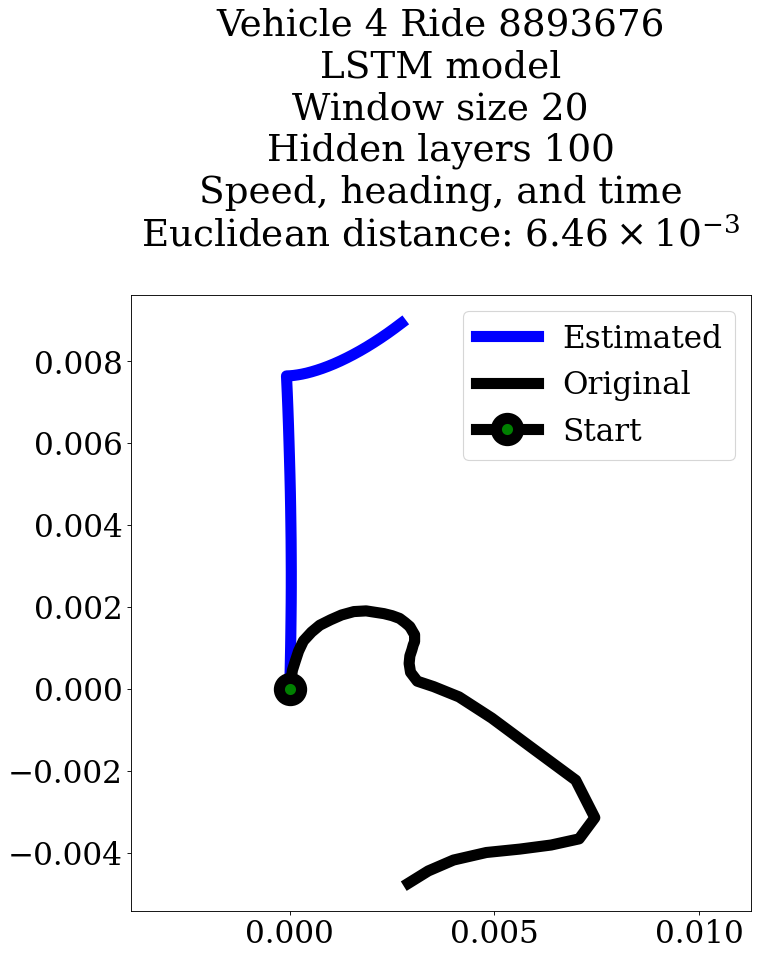 Vehicle 4 Ride 8893676
LSTM model
Window size 20
Hidden layers 100
Speed, heading, and time
Euclidean distance: 6.46 × 10⁻³
Estimated
Original
Start
0.008
0.006
0.004
0.002
0.000
−0.002
−0.004
0.000 0.005 0.010